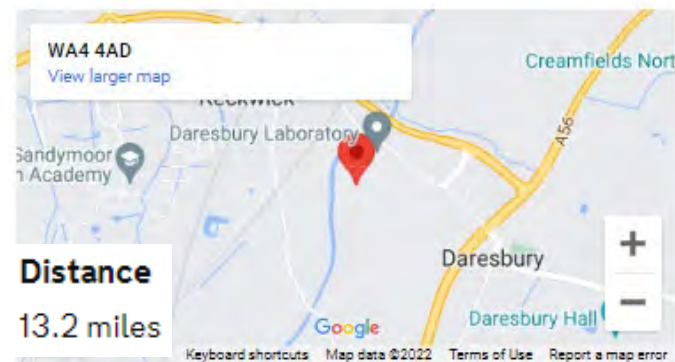 WA4 4AD
View larger map
Creamfields Nort
Keckwick
Daresbury Laboratory
A56
Sandymoor
n Academy
Daresbury
+
−
Distance
13.2 miles
Google
Daresbury Hall
Keyboard shortcuts Map data ©2022 Terms of Use Report a map error